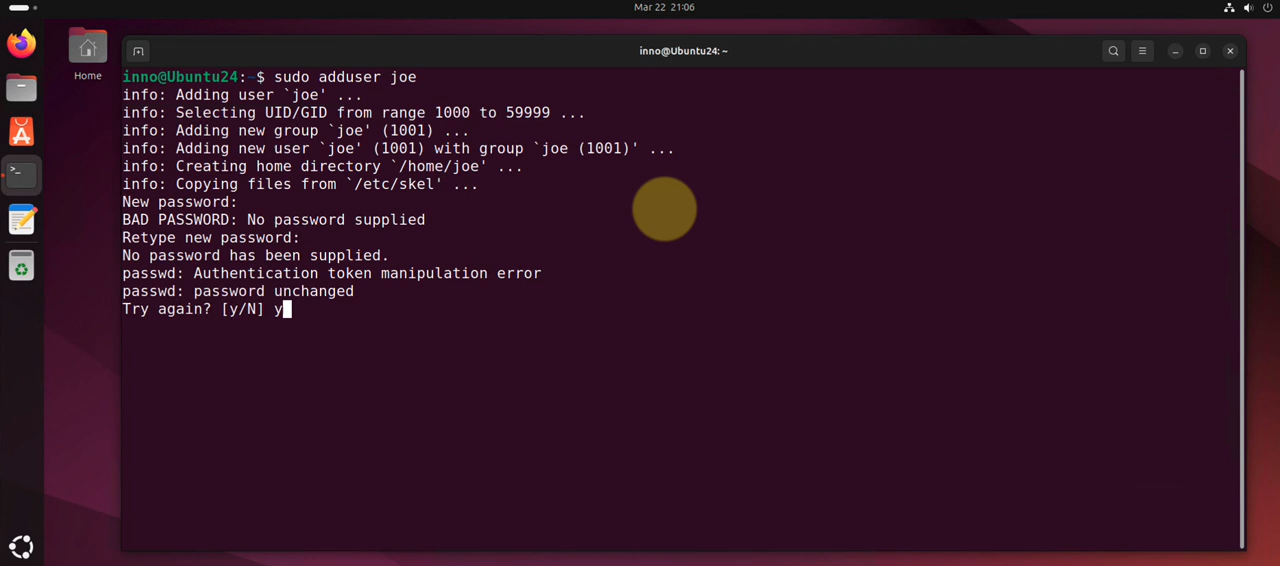 Mar 22 21:06
Home
inno@Ubuntu24: ~
inno@Ubuntu24:~$ sudo adduser joe
info: Adding user `joe' ...
info: Selecting UID/GID from range 1000 to 59999 ...
info: Adding new group `joe' (1001) ...
info: Adding new user `joe' (1001) with group `joe (1001)' ...
info: Creating home directory `/home/joe' ...
info: Copying files from `/etc/skel' ...
New password:
BAD PASSWORD: No password supplied
Retype new password:
No password has been supplied.
passwd: Authentication token manipulation error
passwd: password unchanged
Try again? [y/N] y